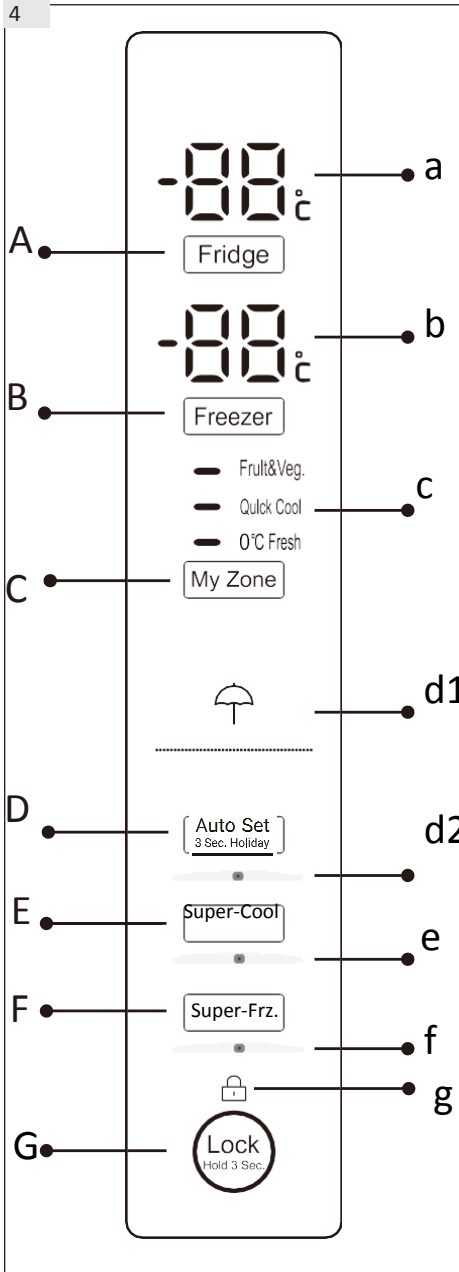 4
-88°C
a
A
Fridge
-88°C
b
B
Freezer
Fruit&Veg.
Quick Cool
c
0°C Fresh
C
My Zone
d1
D
Auto Set
3 Sec. Holiday
d2
E
Super-Cool
e
F
Super-Frz.
f
g
G
Lock
Hold 3 Sec.